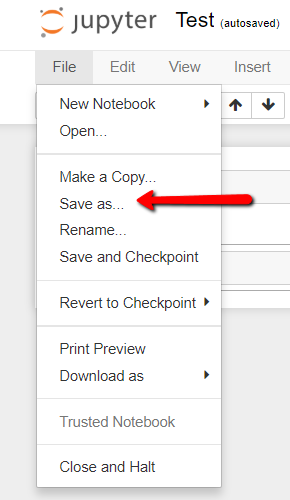 jupyter Test (autosaved)
File Edit View Insert
New Notebook
Open...
Make a Copy...
Save as...
Rename...
Save and Checkpoint
Revert to Checkpoint
Print Preview
Download as
Trusted Notebook
Close and Halt